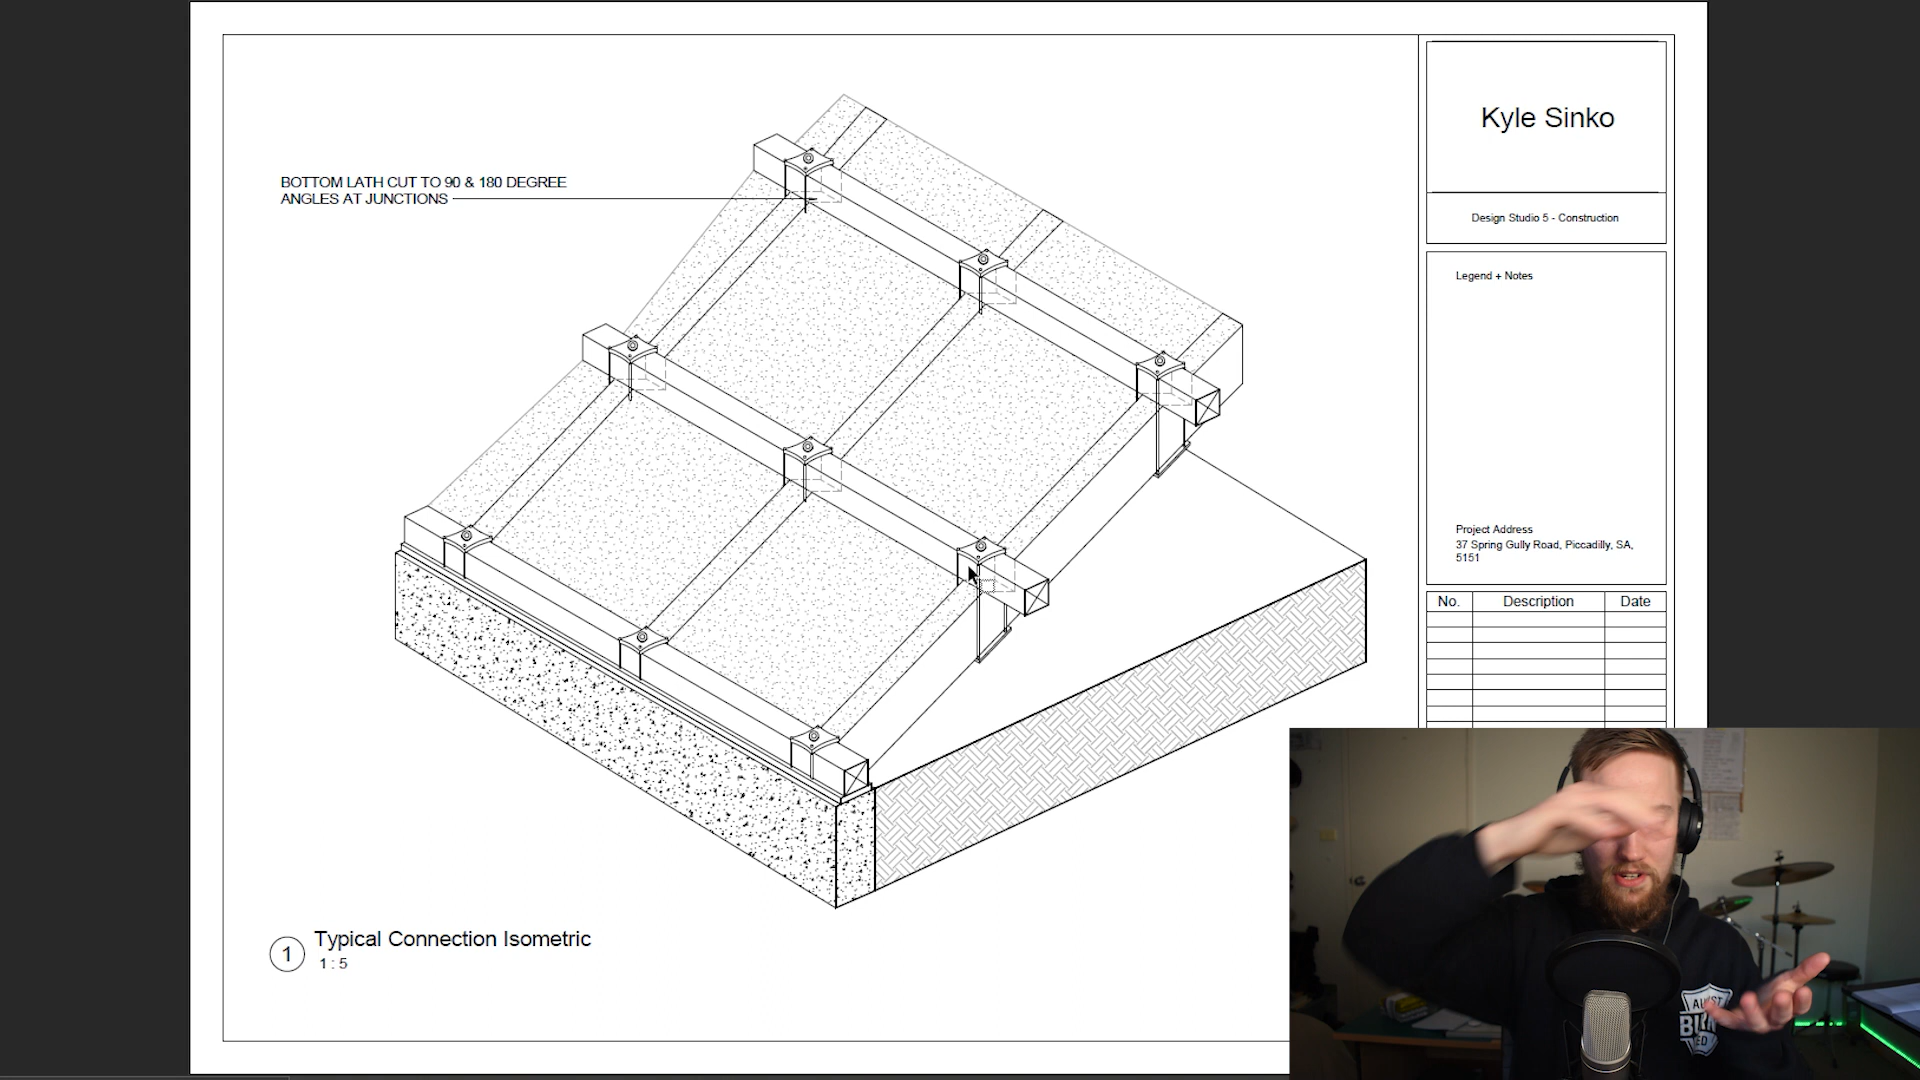 BOTTOM LATH CUT TO 90 & 180 DEGREE
ANGLES AT JUNCTIONS
1
Typical Connection Isometric
1 : 5
Kyle Sinko
Design Studio 5 - Construction
Legend + Notes
Project Address
37 Spring Gully Road, Piccadilly, SA,
5151
No. Description Date